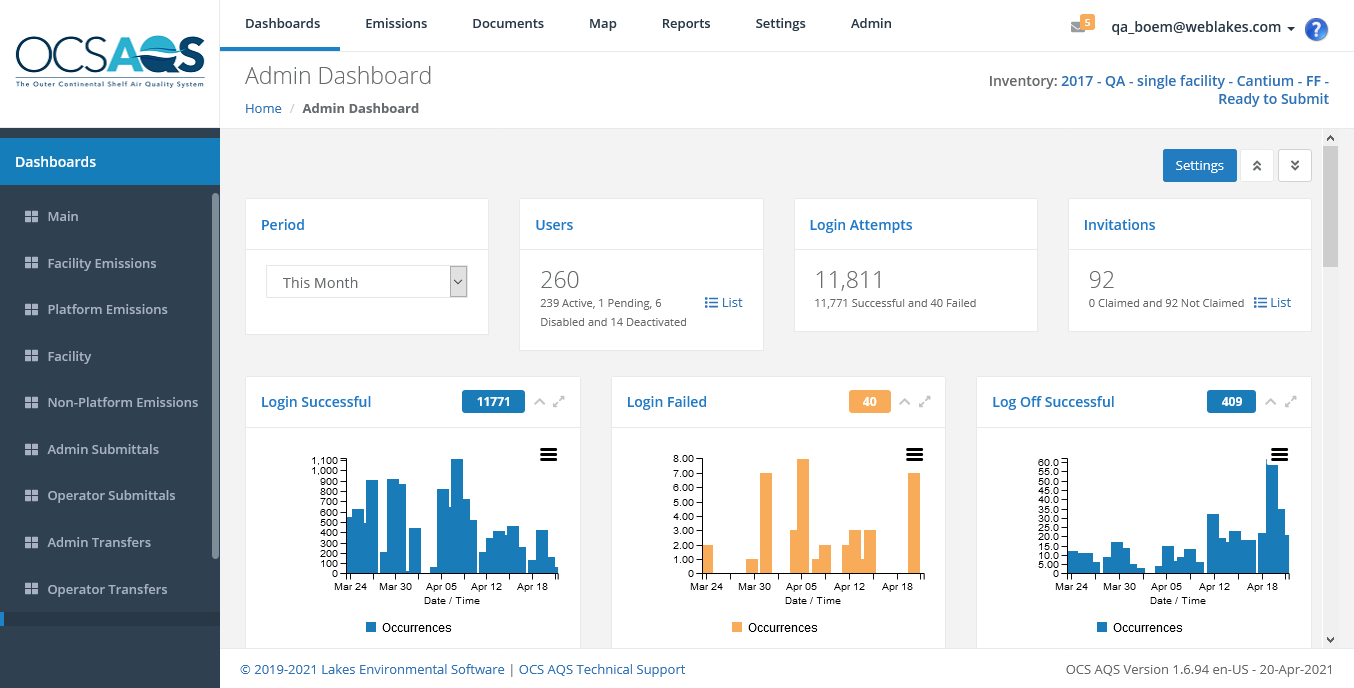 OCSAQS
The Outer Continental Shelf Air Quality System
Dashboards Emissions Documents Map Reports Settings Admin
5 qa_boem@weblakes.com ?
Admin Dashboard
Home / Admin Dashboard
Inventory: 2017 - QA - single facility - Cantium - FF -
Ready to Submit
Dashboards
Main
Facility Emissions
Platform Emissions
Facility
Non-Platform Emissions
Admin Submittals
Operator Submittals
Admin Transfers
Operator Transfers
Settings
Period
This Month
Users
260
239 Active, 1 Pending, 6
Disabled and 14 Deactivated
List
Login Attempts
11,811
11,771 Successful and 40 Failed
Invitations
92
0 Claimed and 92 Not Claimed
List
Login Successful 11771
1,100
1,000
900
800
700
600
500
400
300
200
100
0
Mar 24 Mar 30 Apr 05 Apr 12 Apr 18
Date / Time
Occurrences
Login Failed 40
8.00
7.00
6.00
5.00
4.00
3.00
2.00
1.00
0
Mar 24 Mar 30 Apr 05 Apr 12 Apr 18
Date / Time
Occurrences
Log Off Successful 409
60.0
55.0
50.0
45.0
40.0
35.0
30.0
25.0
20.0
15.0
10.0
5.00
0
Mar 24 Mar 30 Apr 05 Apr 12 Apr 18
Date / Time
Occurrences
© 2019-2021 Lakes Environmental Software | OCS AQS Technical Support
OCS AQS Version 1.6.94 en-US - 20-Apr-2021